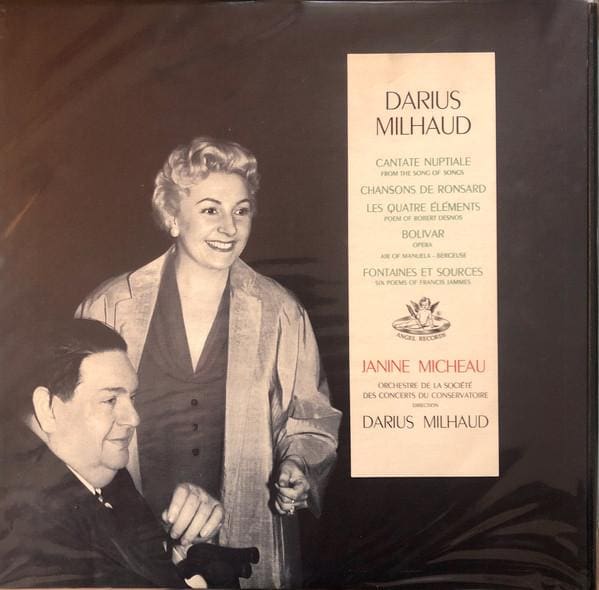 DARIUS
MILHAUD
CANTATE NUPTIALE
FROM THE SONG OF SONGS
CHANSONS DE RONSARD
LES QUATRE ÉLÉMENTS
POEM OF ROBERT DESNOS
BOLIVAR
OPERA
AIR OF MANUELA - BERCEUSE
FONTAINES ET SOURCES
SIX POEMS OF FRANCIS JAMMES
ANGEL RECORDS
JANINE MICHEAU
ORCHESTRE DE LA SOCIÉTÉ
DES CONCERTS DU CONSERVATOIRE
DIRECTION
DARIUS MILHAUD